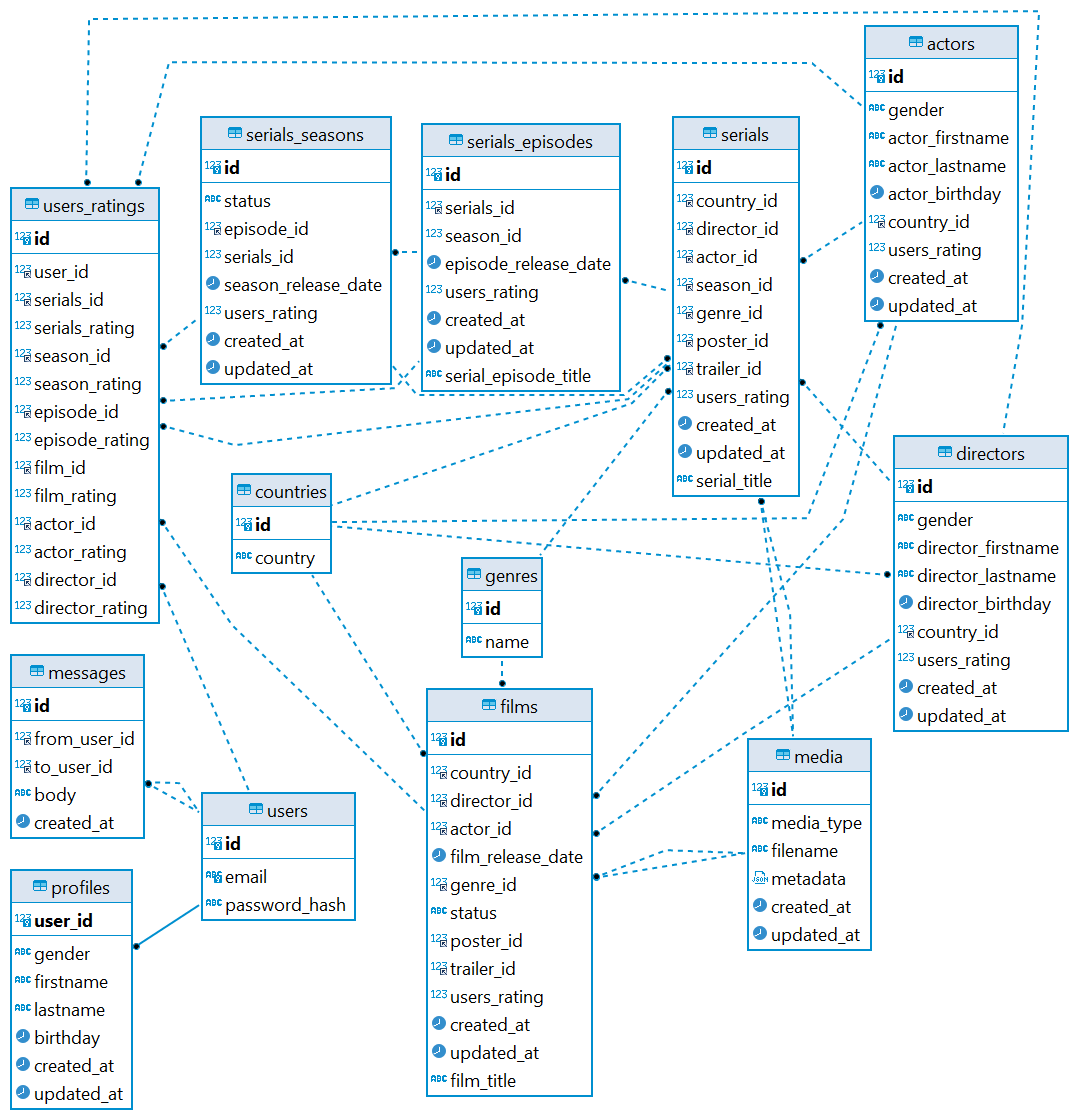 actors
id
gender
actor_firstname
actor_lastname
actor_birthday
country_id
users_rating
created_at
updated_at
serials_seasons
id
status
episode_id
serials_id
season_release_date
users_rating
created_at
updated_at
serials_episodes
id
serials_id
season_id
episode_release_date
users_rating
created_at
updated_at
serial_episode_title
serials
id
country_id
director_id
actor_id
season_id
genre_id
poster_id
trailer_id
users_rating
created_at
updated_at
serial_title
users_ratings
id
user_id
serials_id
serials_rating
season_id
season_rating
episode_id
episode_rating
film_id
film_rating
actor_id
actor_rating
director_id
director_rating
directors
id
gender
director_firstname
director_lastname
director_birthday
country_id
users_rating
created_at
updated_at
countries
id
country
genres
id
name
messages
id
from_user_id
to_user_id
body
created_at
films
id
country_id
director_id
actor_id
film_release_date
genre_id
status
poster_id
trailer_id
users_rating
created_at
updated_at
film_title
media
id
media_type
filename
metadata
created_at
updated_at
users
id
email
password_hash
profiles
user_id
gender
firstname
lastname
birthday
created_at
updated_at